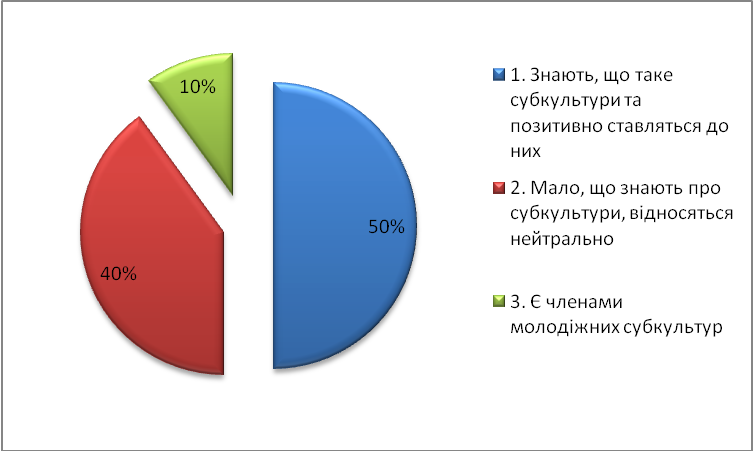 10%
50%
40%
1. Знають, що таке
субкультури та
позитивно ставляться до
них
2. Мало, що знають про
субкультури, відносяться
нейтрально
3. Є членами
молодіжних субкультур